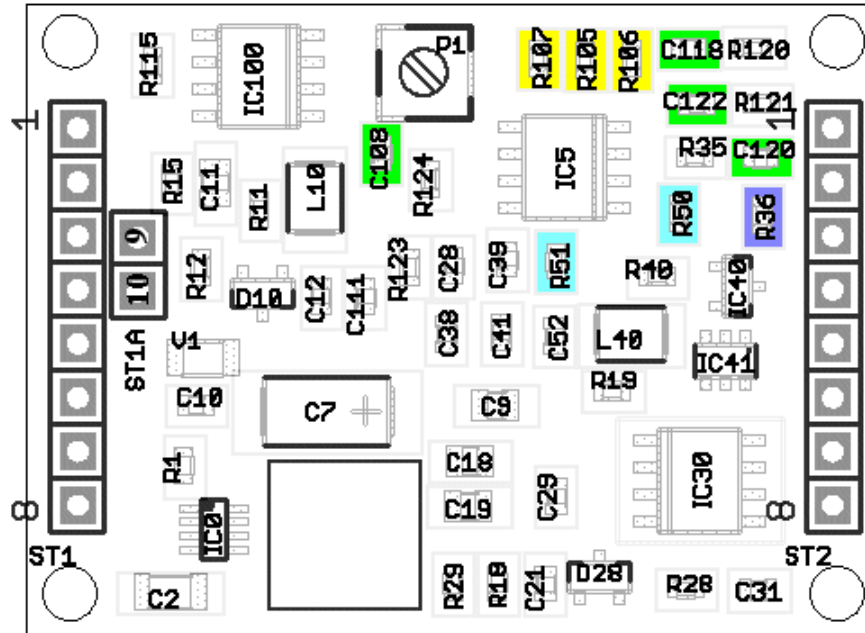 R115
IC100
P1
R107
R105
R106
C118
R120
C122
R121
1
1
C108
R124
IC5
R35
C120
R15
C11
R11
L10
R50
R36
9
R12
R123
C28
C39
R51
R40
IC40
10
D10
C12
C111
ST1A
V1
C38
C41
C52
L40
IC41
C10
C7
C9
R19
R1
C18
IC30
8
IC0
C19
C29
8
ST1
ST2
C2
R29
R18
C21
D28
R28
C31